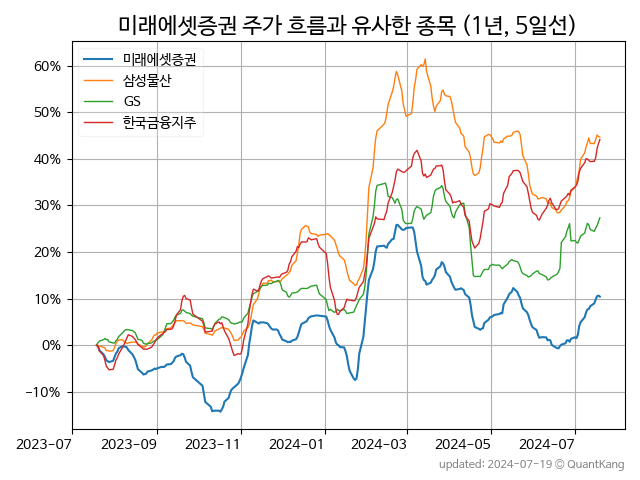 미래에셋증권 주가 흐름과 유사한 종목 (1년, 5일선)
미래에셋증권
삼성물산
GS
한국금융지주
60%
50%
40%
30%
20%
10%
0%
−10%
2023-07
2023-09
2023-11
2024-01
2024-03
2024-05
2024-07
updated: 2024-07-19 © QuantKang